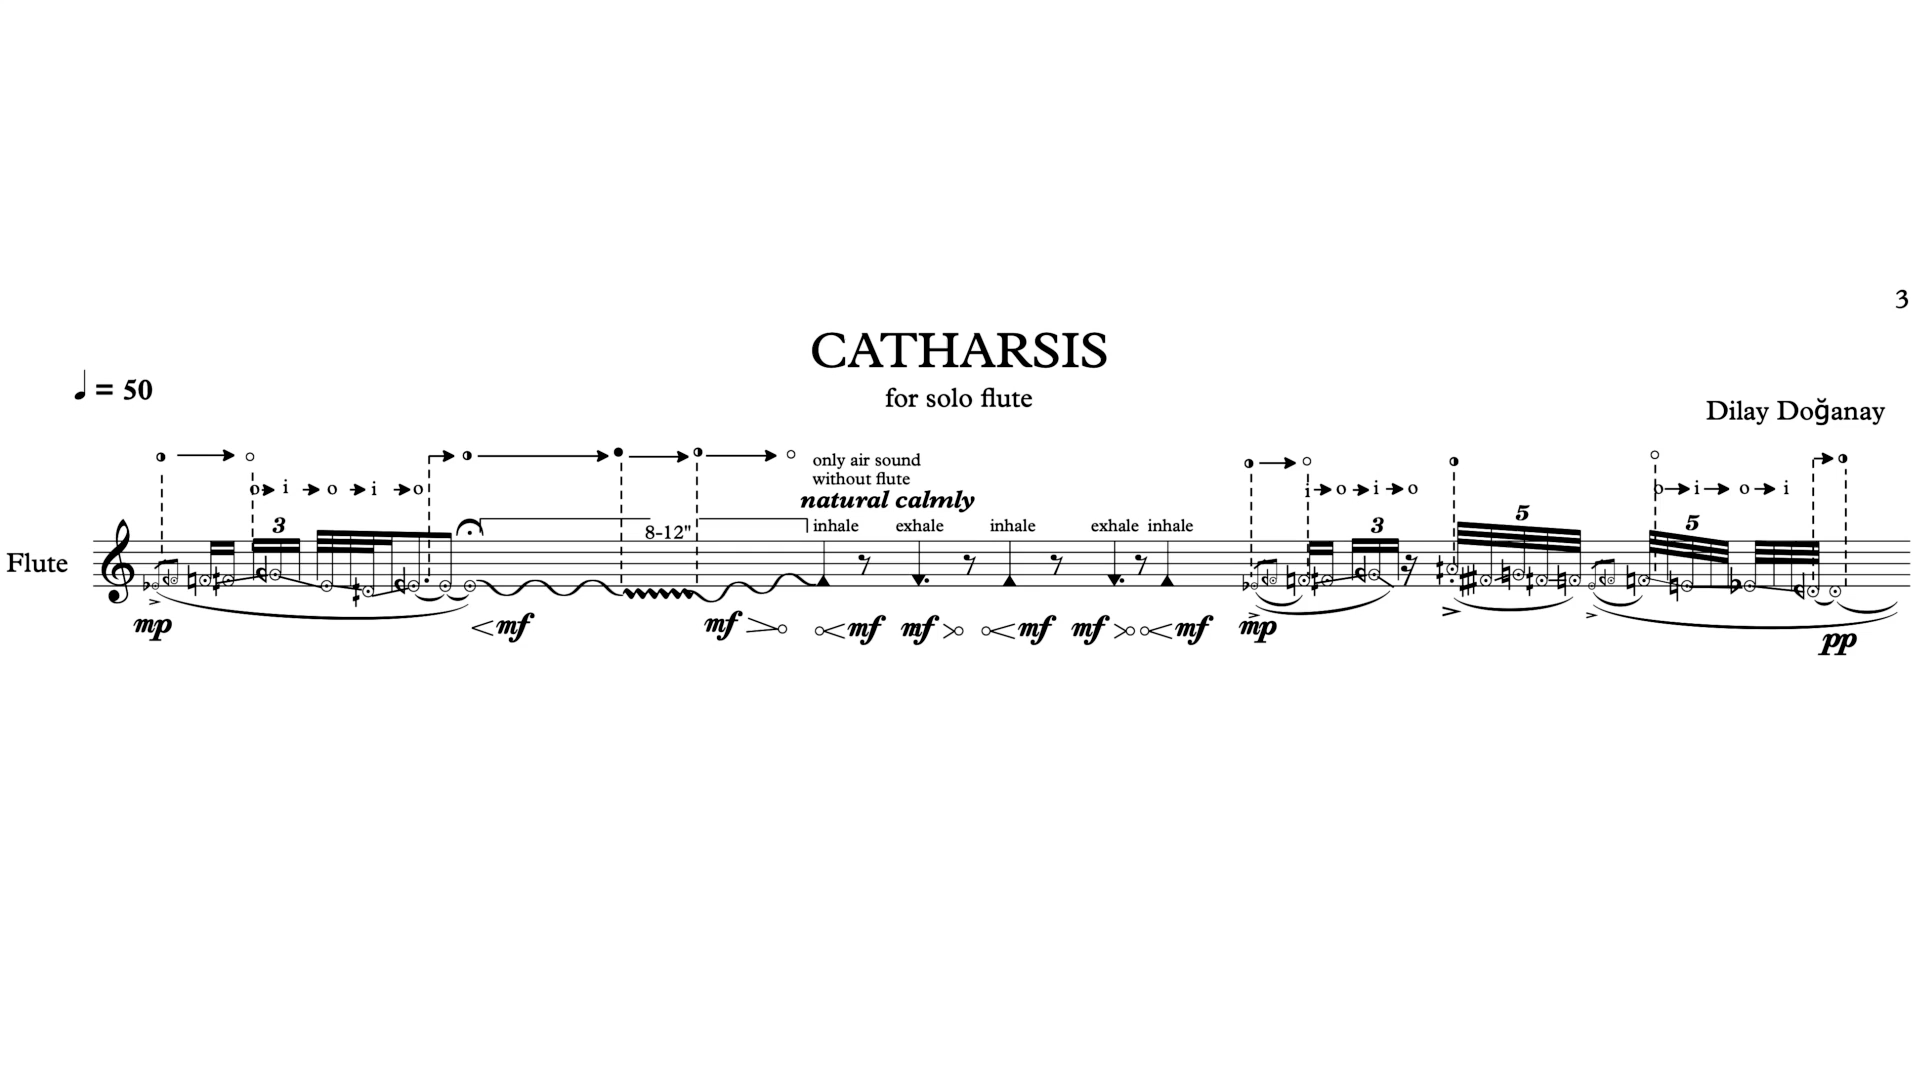 3
CATHARSIS
♩ = 50
for solo flute
Dilay Doğanay
only air sound
without flute
natural calmly
o i o i o
i o i o
o i o i
3
8-12"
inhale exhale inhale exhale inhale
3
5
5
Flute
mp mf mf mf mf mf mf mf mp pp